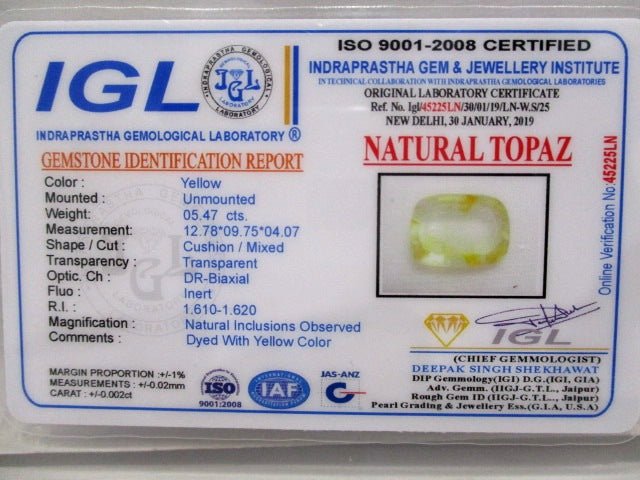 IGL
INDRAPRASTHA GEMOLOGICAL LABORATORY
JGL
INDRAPRASTHA GEMOLOGICAL LABORATORY ®
GEMSTONE IDENTIFICATION REPORT
ISO 9001-2008 CERTIFIED
INDRAPRASTHA GEM & JEWELLERY INSTITUTE
IN TECHNICAL COLLABORATION WITH INDRAPRASTHA GEMOLOGICAL LABORATORIES
ORIGINAL LABORATORY CERTIFICATE
Ref. No. Igl/45225LN/30/01/19/LN-W.S/25
NEW DELHI, 30 JANUARY, 2019
NATURAL TOPAZ
Color : Yellow
Mounted : Unmounted
Weight: 05.47 cts.
Measurement: 12.78*09.75*04.07
Shape / Cut : Cushion / Mixed
Transparency : Transparent
Optic. Ch : DR-Biaxial
Fluo : Inert
R.I. : 1.610-1.620
Magnification : Natural Inclusions Observed
Comments : Dyed With Yellow Color
Online Verification No:45225LN
MARGIN PROPORTION :+/-1%
MEASUREMENTS : +/-0.02mm
CARAT : +/-0.002ct
ISO
9001:2008
IAF
JAS-ANZ
IGL
(CHIEF GEMMOLOGIST)
DEEPAK SINGH SHEKHAWAT
DIP Gemmology(IGI) D.G.(IGI, GIA)
Adv. Gemm. (IIGJ-G.T.L., Jaipur)
Rough Gem ID (IIGJ-G.T.L., Jaipur)
Pearl Grading & Jewellery Ess.(G.I.A, U.S.A)